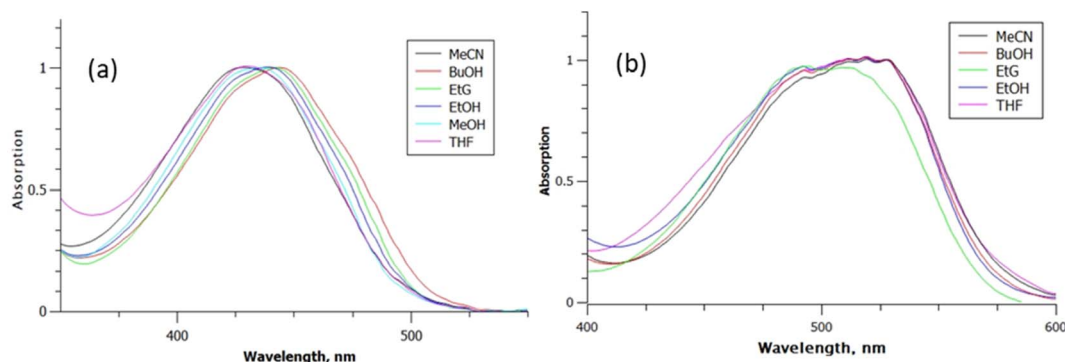 (a)
MeCN
BuOH
EtG
EtOH
MeOH
THF
1
0.5
0
Absorption
400
500
Wavelength, nm
(b)
MeCN
BuOH
EtG
EtOH
THF
1
0.5
0
Absorption
400
500
600
Wavelength, nm